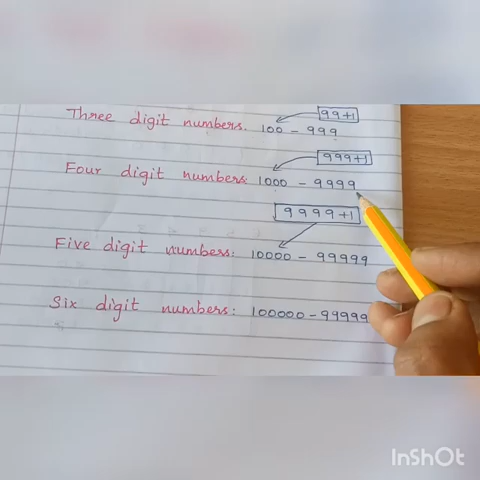 99+1
Three digit numbers. 100 - 999
999+1
Four digit numbers: 1000 - 9999
9999+1
Five digit numbers: 10000 - 99999
Six digit numbers: 100000 - 99999
InShOt